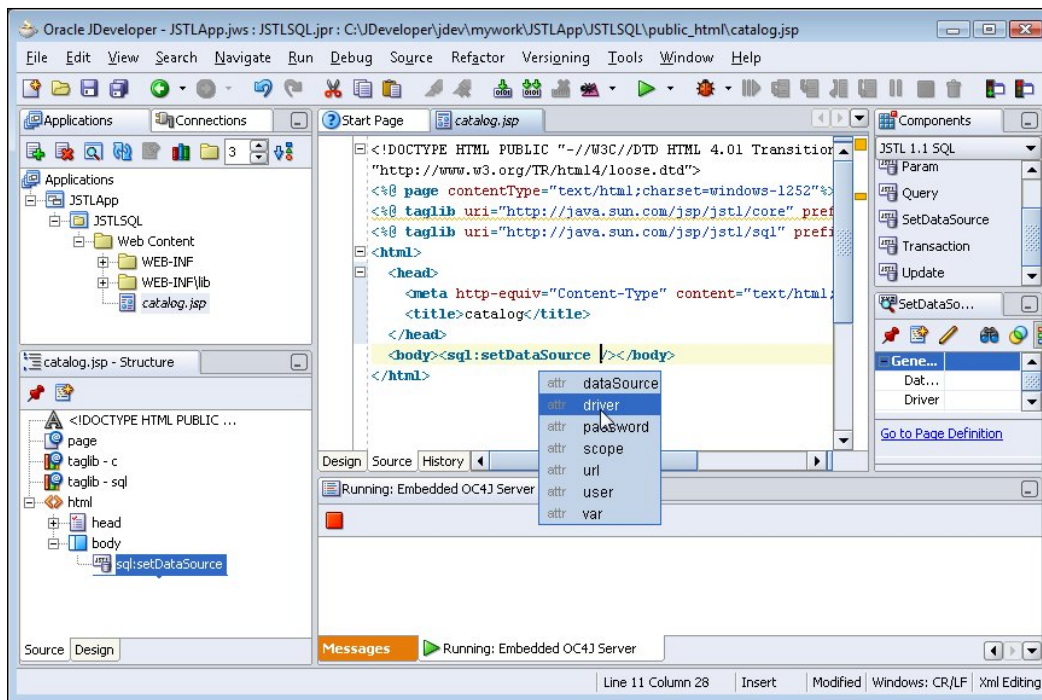 Oracle JDeveloper - JSTLApp.jws : JSTLSQL.jpr : C:\JDeveloper\jdev\mywork\JSTLApp\JSTLSQL\public_html\catalog.jsp
File Edit View Search Navigate Run Debug Source Refactor Versioning Tools Window Help
Applications Connections
3
Applications
JSTLApp
JSTLSQL
Web Content
WEB-INF
WEB-INF\lib
catalog.jsp
catalog.jsp - Structure
<!DOCTYPE HTML PUBLIC ...
page
taglib - c
taglib - sql
html
head
body
sql:setDataSource
Source Design
Start Page catalog.jsp
<!DOCTYPE HTML PUBLIC "-//W3C//DTD HTML 4.01 Transition
"http://www.w3.org/TR/html4/loose.dtd">
<%@ page contentType="text/html;charset=windows-1252"%>
<%@ taglib uri="http://java.sun.com/jsp/jstl/core" pref
<%@ taglib uri="http://java.sun.com/jsp/jstl/sql" prefi
<html>
<head>
<meta http-equiv="Content-Type" content="text/html;
<title>catalog</title>
</head>
<body><sql:setDataSource /></body>
</html>
attr dataSource
attr driver
attr password
attr scope
attr url
attr user
attr var
Design Source History
Running: Embedded OC4J Server
Messages Running: Embedded OC4J Server
Components
JSTL 1.1 SQL
Param
Query
SetDataSource
Transaction
Update
SetDataSo...
Gene...
Dat...
Driver
Go to Page Definition
Line 11 Column 28 Insert Modified Windows: CR/LF Xml Editing